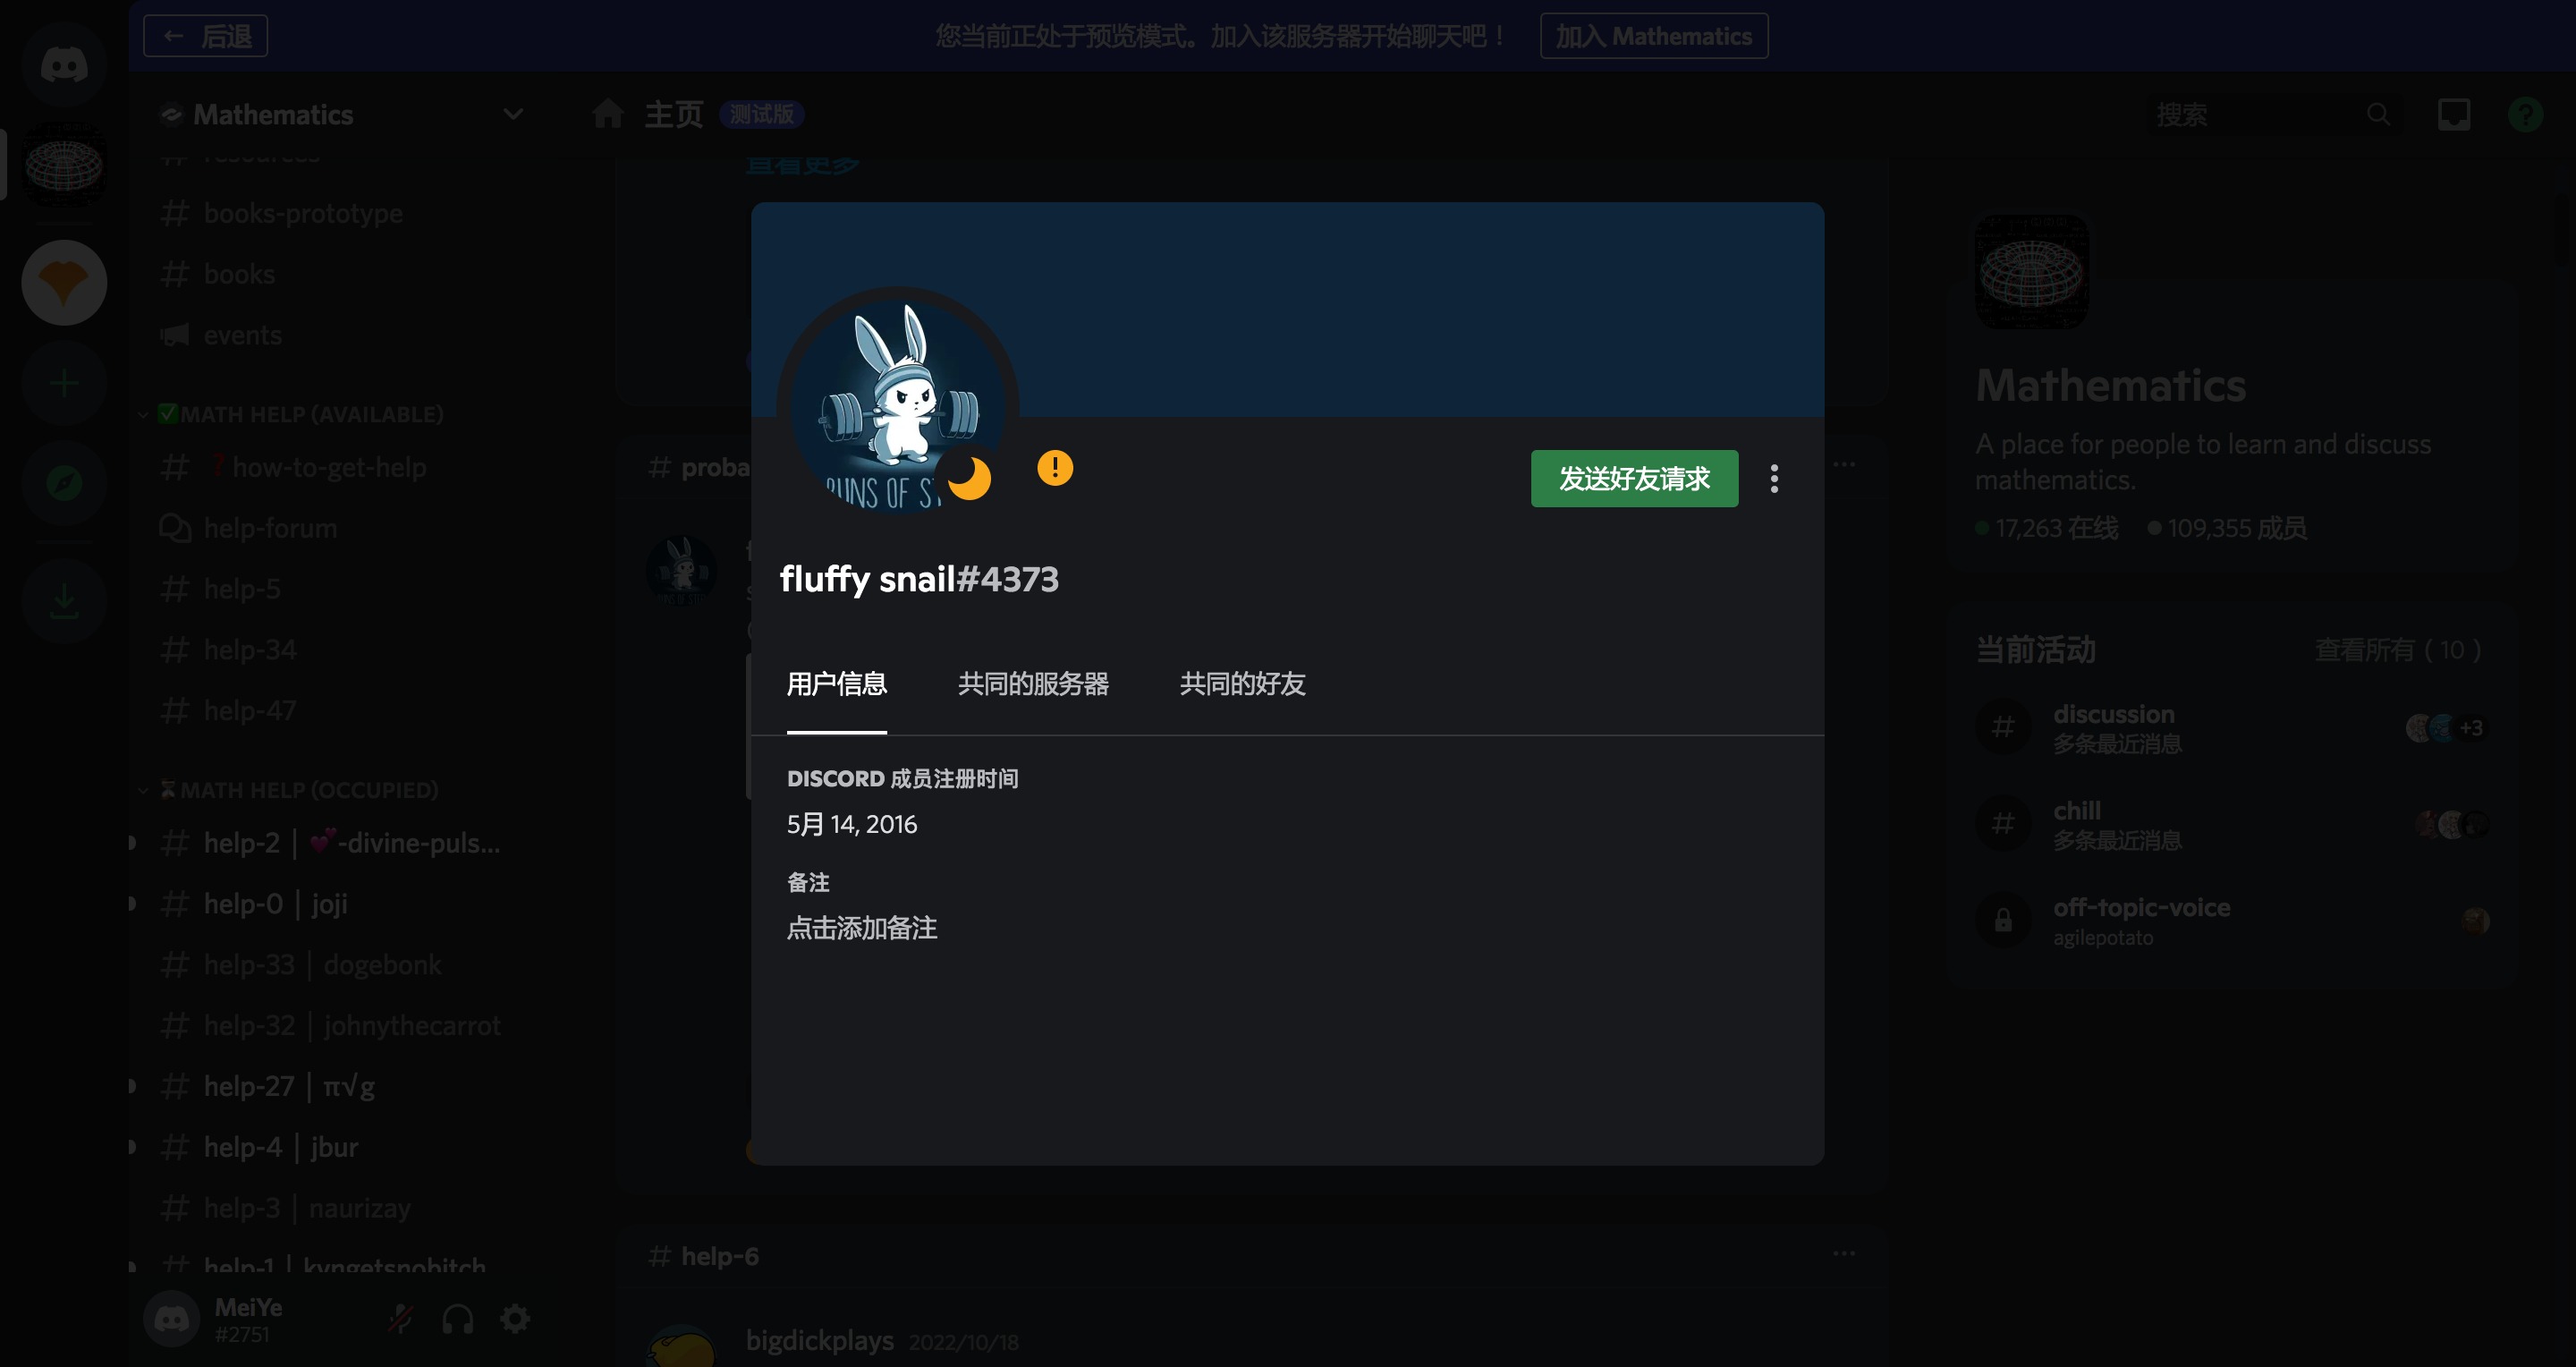 后退
您当前正处于预览模式。加入该服务器开始聊天吧！
加入 Mathematics
Mathematics
主页
测试版
搜索
resources
books-prototype
books
events
MATH HELP (AVAILABLE)
how-to-get-help
help-forum
help-5
help-34
help-47
MATH HELP (OCCUPIED)
help-2 | 💕-divine-puls...
help-0 | joji
help-33 | dogebonk
help-32 | johnythecarrot
help-27 | π√g
help-4 | jbur
help-3 | naurizay
help-1 | kyngetsnobitch
MeiYe
#2751
查看更多
# proba
发送好友请求
fluffy snail#4373
用户信息
共同的服务器
共同的好友
DISCORD 成员注册时间
5月 14, 2016
备注
点击添加备注
# help-6
bigdickplays 2022/10/18
Mathematics
A place for people to learn and discuss
mathematics.
17,263 在线
109,355 成员
当前活动
查看所有（10）
discussion
多条最近消息
+3
chill
多条最近消息
off-topic-voice
agilepotato